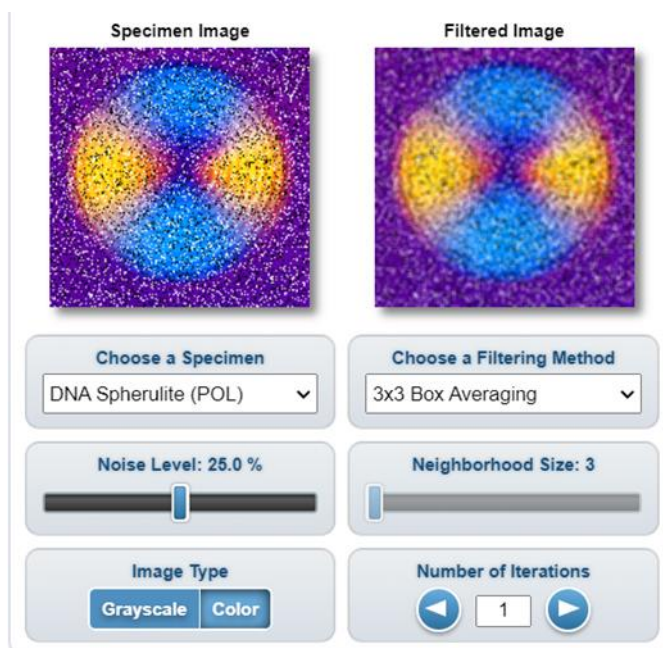 Specimen Image
Filtered Image
Choose a Specimen
DNA Spherulite (POL)
Choose a Filtering Method
3x3 Box Averaging
Noise Level: 25.0 %
Neighborhood Size: 3
Image Type
Grayscale
Color
Number of Iterations
1